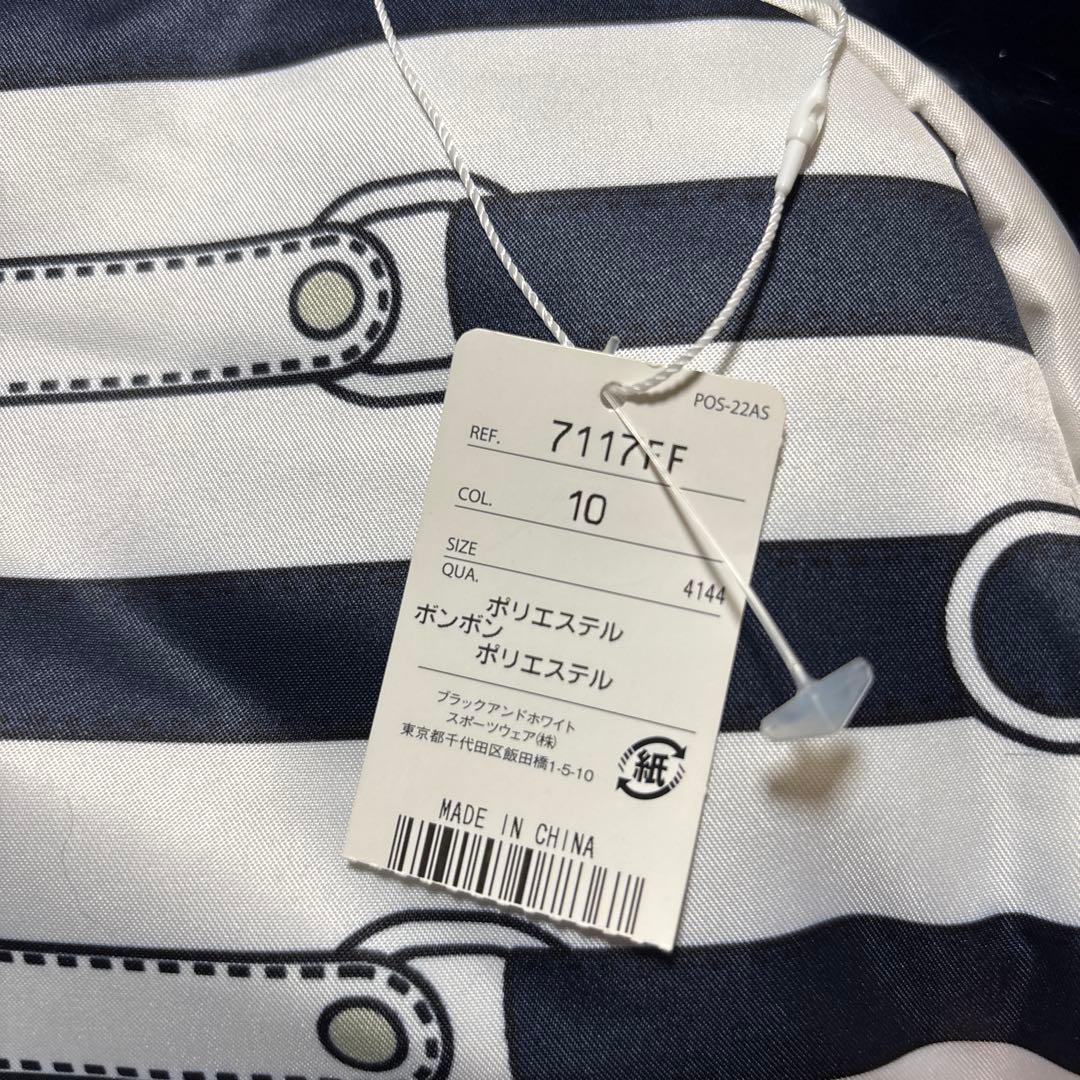 POS-22AS
REF. 7117FF
COL. 10
SIZE
QUA. 4144
ポリエステル
ボンボン
ポリエステル
ブラックアンドホワイト
スポーツウェア(株)
東京都千代田区飯田橋1-5-10
紙
MADE IN CHINA